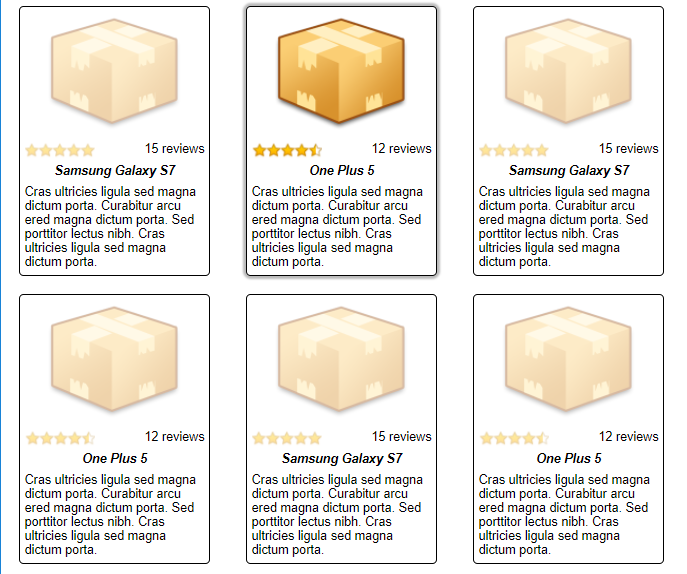 15 reviews
Samsung Galaxy S7
Cras ultricies ligula sed magna
dictum porta. Curabitur arcu
ered magna dictum porta. Sed
porttitor lectus nibh. Cras
ultricies ligula sed magna
dictum porta.
12 reviews
One Plus 5
Cras ultricies ligula sed magna
dictum porta. Curabitur arcu
ered magna dictum porta. Sed
porttitor lectus nibh. Cras
ultricies ligula sed magna
dictum porta.
15 reviews
Samsung Galaxy S7
Cras ultricies ligula sed magna
dictum porta. Curabitur arcu
ered magna dictum porta. Sed
porttitor lectus nibh. Cras
ultricies ligula sed magna
dictum porta.
12 reviews
One Plus 5
Cras ultricies ligula sed magna
dictum porta. Curabitur arcu
ered magna dictum porta. Sed
porttitor lectus nibh. Cras
ultricies ligula sed magna
dictum porta.
15 reviews
Samsung Galaxy S7
Cras ultricies ligula sed magna
dictum porta. Curabitur arcu
ered magna dictum porta. Sed
porttitor lectus nibh. Cras
ultricies ligula sed magna
dictum porta.
12 reviews
One Plus 5
Cras ultricies ligula sed magna
dictum porta. Curabitur arcu
ered magna dictum porta. Sed
porttitor lectus nibh. Cras
ultricies ligula sed magna
dictum porta.